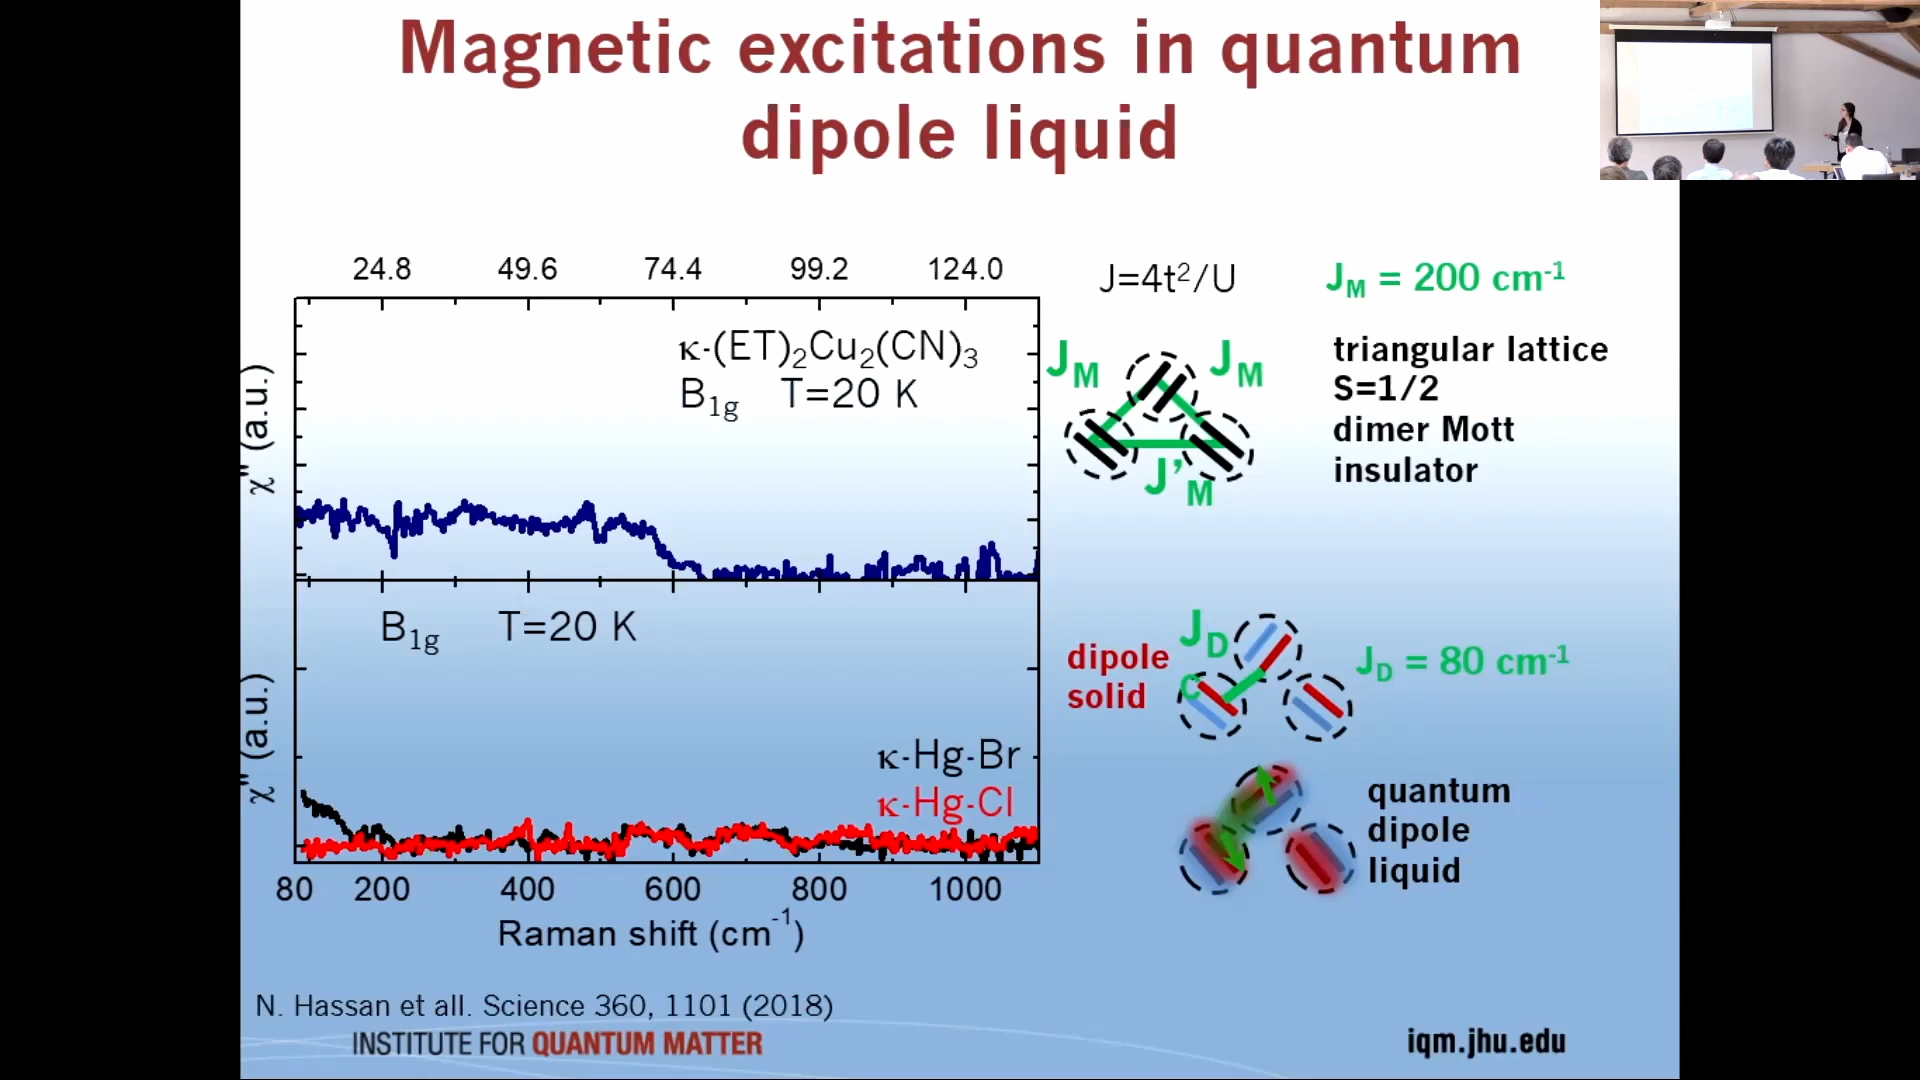 Magnetic excitations in quantum
dipole liquid
24.8 49.6 74.4 99.2 124.0
κ-(ET)₂Cu₂(CN)₃
B₁g T=20 K
χ'' (a.u.)
B₁g T=20 K
χ'' (a.u.)
κ-Hg-Br
κ-Hg-Cl
80 200 400 600 800 1000
Raman shift (cm⁻¹)
J=4t²/U
J_M = 200 cm⁻¹
J_M J_M
J'_M
triangular lattice
S=1/2
dimer Mott
insulator
dipole
solid
J_D
C
J_D = 80 cm⁻¹
quantum
dipole
liquid
N. Hassan et all. Science 360, 1101 (2018)
INSTITUTE FOR QUANTUM MATTER
iqm.jhu.edu